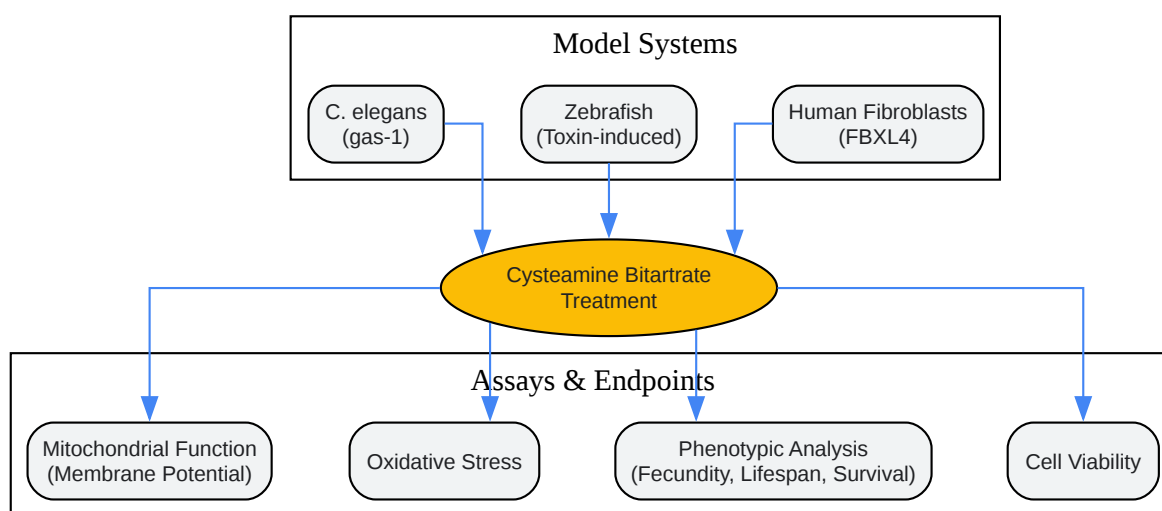 Model Systems
C. elegans
(gas-1)
Zebrafish
(Toxin-induced)
Human Fibroblasts
(FBXL4)
Cysteamine Bitartrate
Treatment
Assays & Endpoints
Mitochondrial Function
(Membrane Potential)
Oxidative Stress
Phenotypic Analysis
(Fecundity, Lifespan, Survival)
Cell Viability